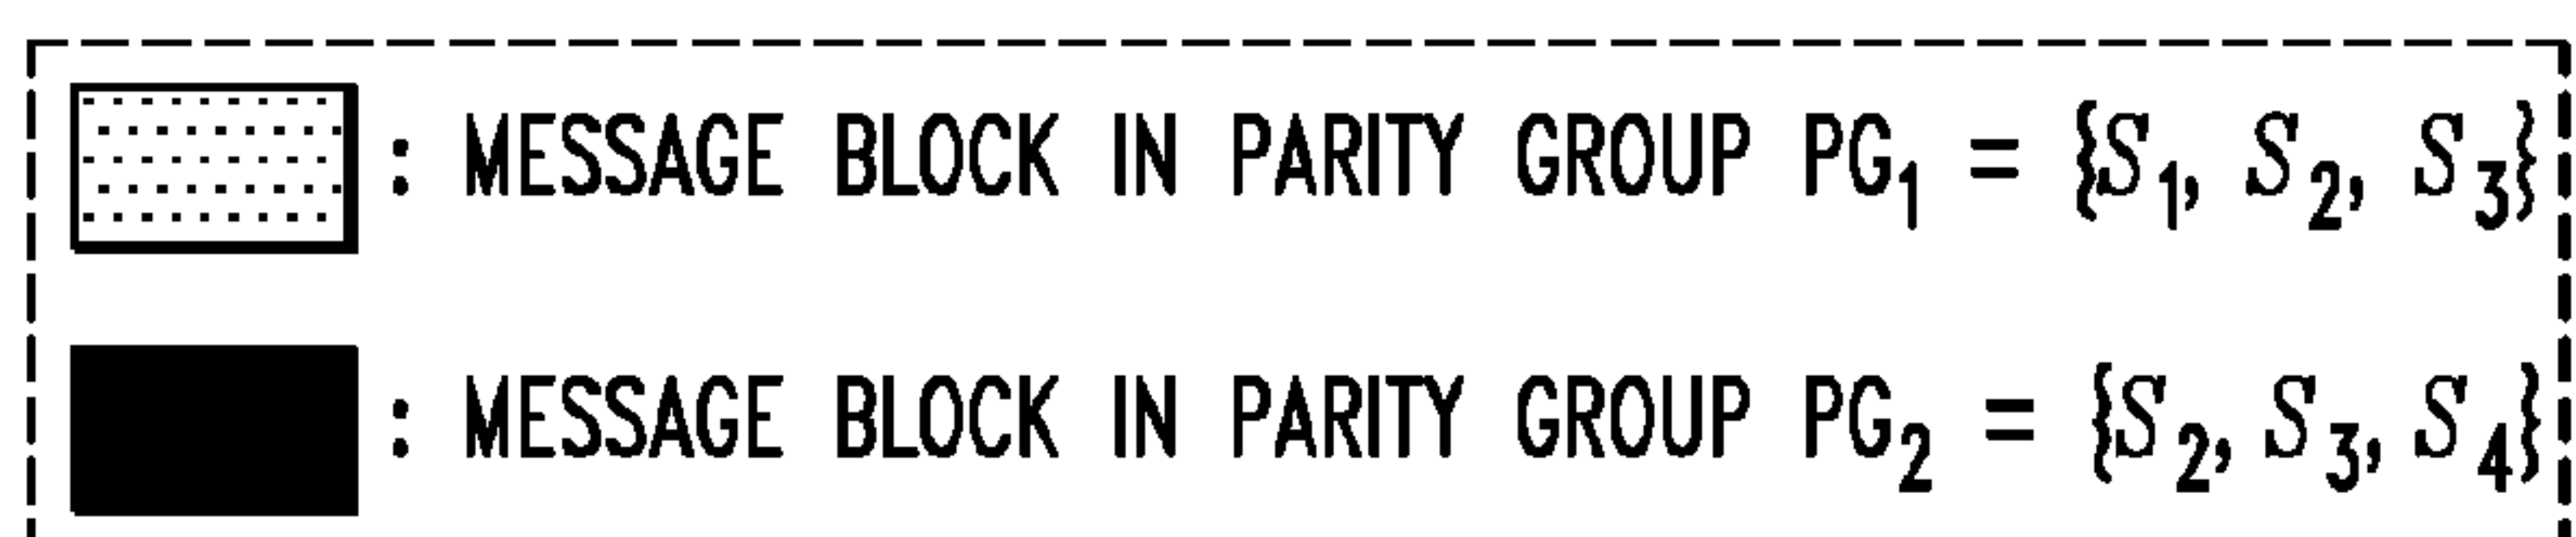 : MESSAGE BLOCK IN PARITY GROUP PG₁ = {S₁, S₂, S₃}
: MESSAGE BLOCK IN PARITY GROUP PG₂ = {S₂, S₃, S₄}